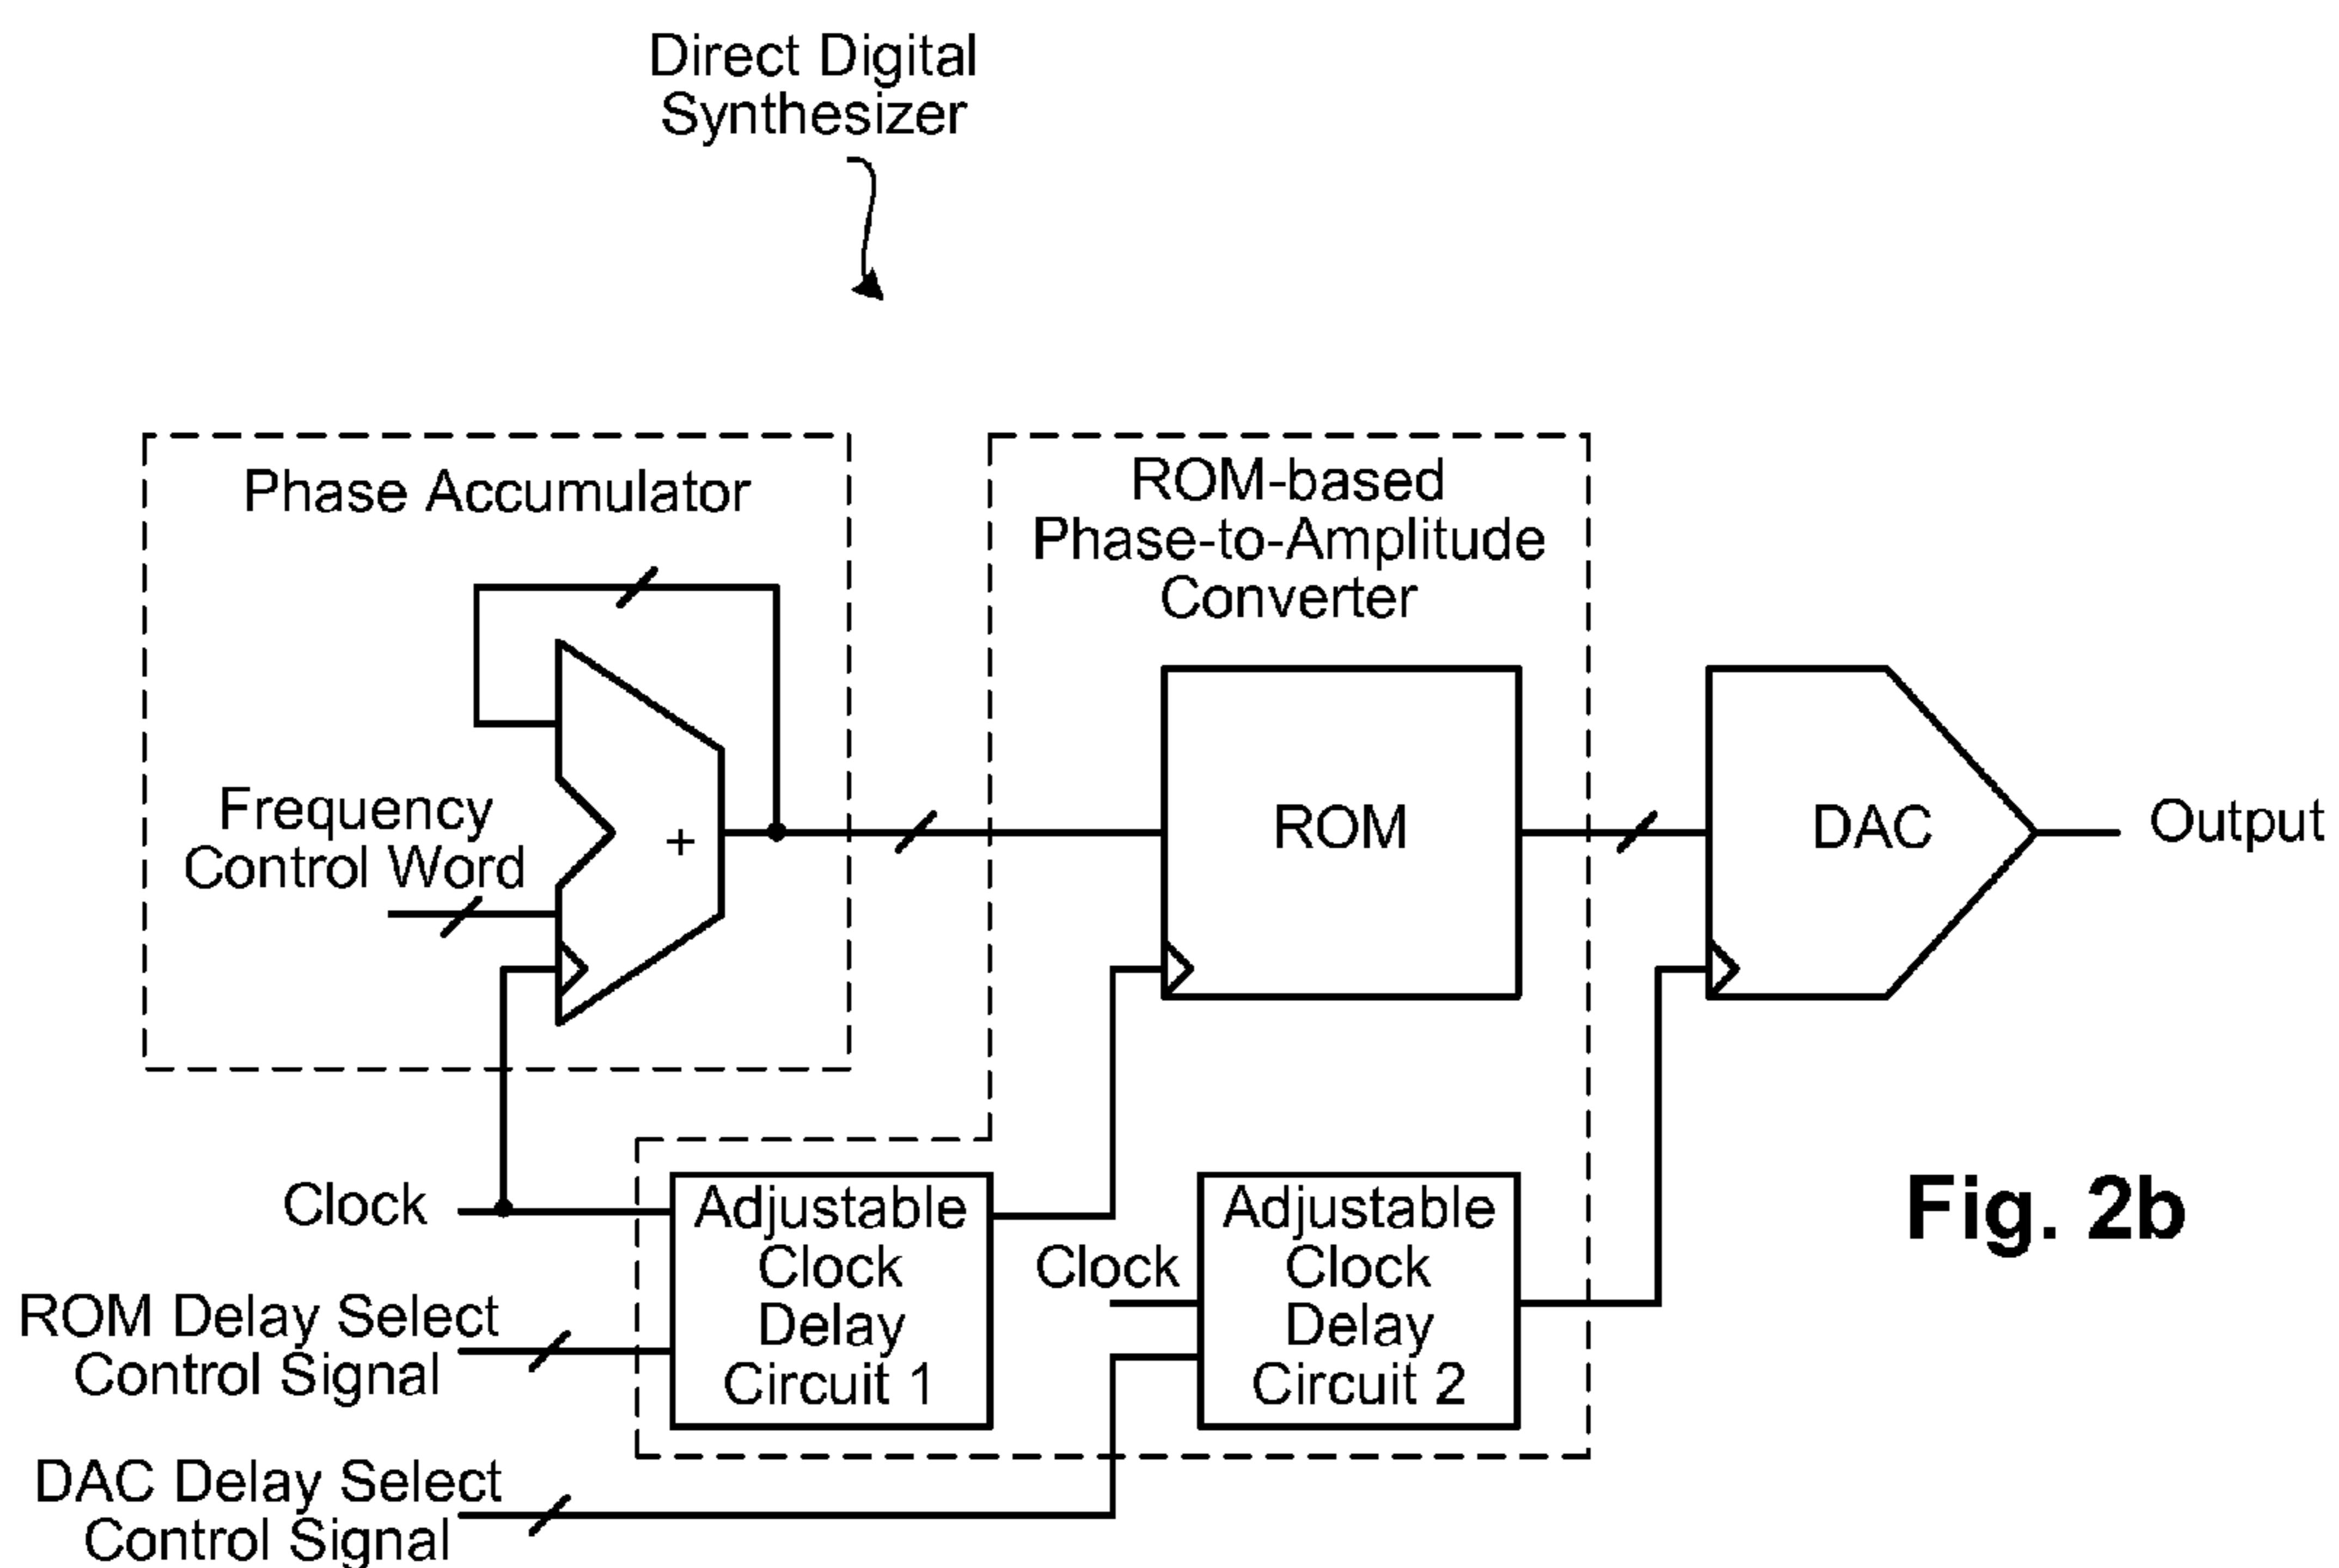 Direct Digital
Synthesizer
Phase Accumulator
ROM-based
Phase-to-Amplitude
Converter
Frequency
Control Word
+
ROM
DAC
Output
Clock
Adjustable
Clock
Delay
Circuit 1
Clock
Adjustable
Clock
Delay
Circuit 2
Fig. 2b
ROM Delay Select
Control Signal
DAC Delay Select
Control Signal